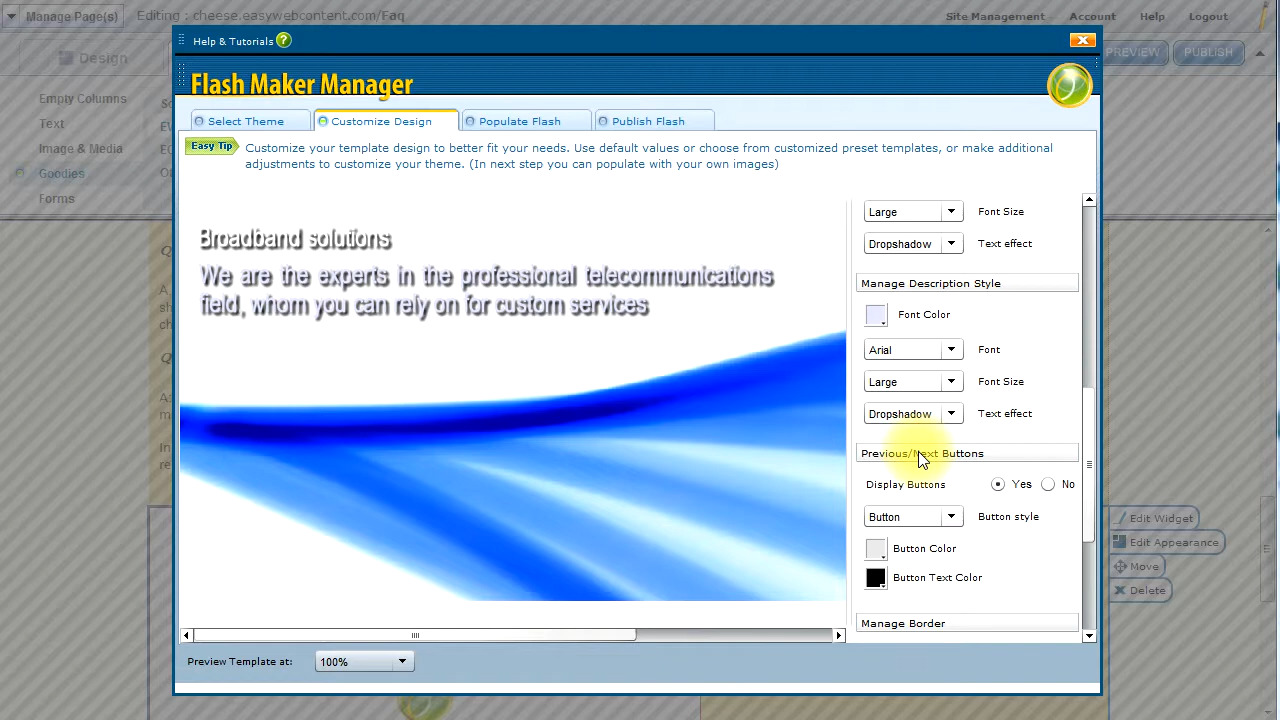 Manage Page(s)
Editing : cheese.easywebcontent.com/Faq
Site Management
Account
Help
Logout
Design
PREVIEW
PUBLISH
Empty Columns
Text
Image & Media
Goodies
Forms
Help & Tutorials
Flash Maker Manager
Select Theme
Customize Design
Populate Flash
Publish Flash
Easy Tip
Customize your template design to better fit your needs. Use default values or choose from customized preset templates, or make additional
adjustments to customize your theme. (In next step you can populate with your own images)
Broadband solutions
We are the experts in the professional telecommunications
field, whom you can rely on for custom services
Large
Font Size
Dropshadow
Text effect
Manage Description Style
Font Color
Arial
Font
Large
Font Size
Dropshadow
Text effect
Previous/Next Buttons
Display Buttons
Yes
No
Button
Button style
Button Color
Button Text Color
Manage Border
Preview Template at:
100%
Edit Widget
Edit Appearance
Move
Delete